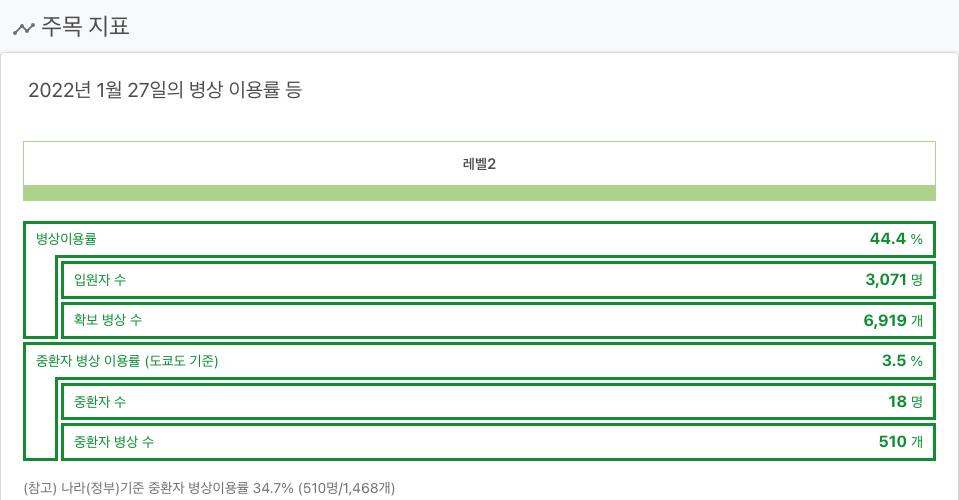 주목 지표
2022년 1월 27일의 병상 이용률 등
레벨2
병상이용률 44.4 %
입원자 수 3,071 명
확보 병상 수 6,919 개
중환자 병상 이용률 (도쿄도 기준) 3.5 %
중환자 수 18 명
중환자 병상 수 510 개
(참고) 나라(정부)기준 중환자 병상이용률 34.7% (510명/1,468개)